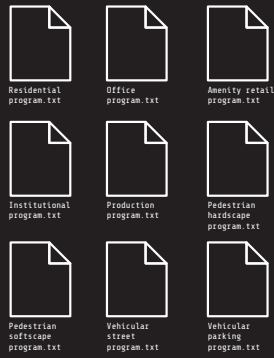 Residential
program.txt
Office
program.txt
Amenity retail
program.txt
Institutional
program.txt
Production
program.txt
Pedestrian
hardscape
program.txt
Pedestrian
softscape
program.txt
Vehicular
street
program.txt
Vehicular
parking
program.txt